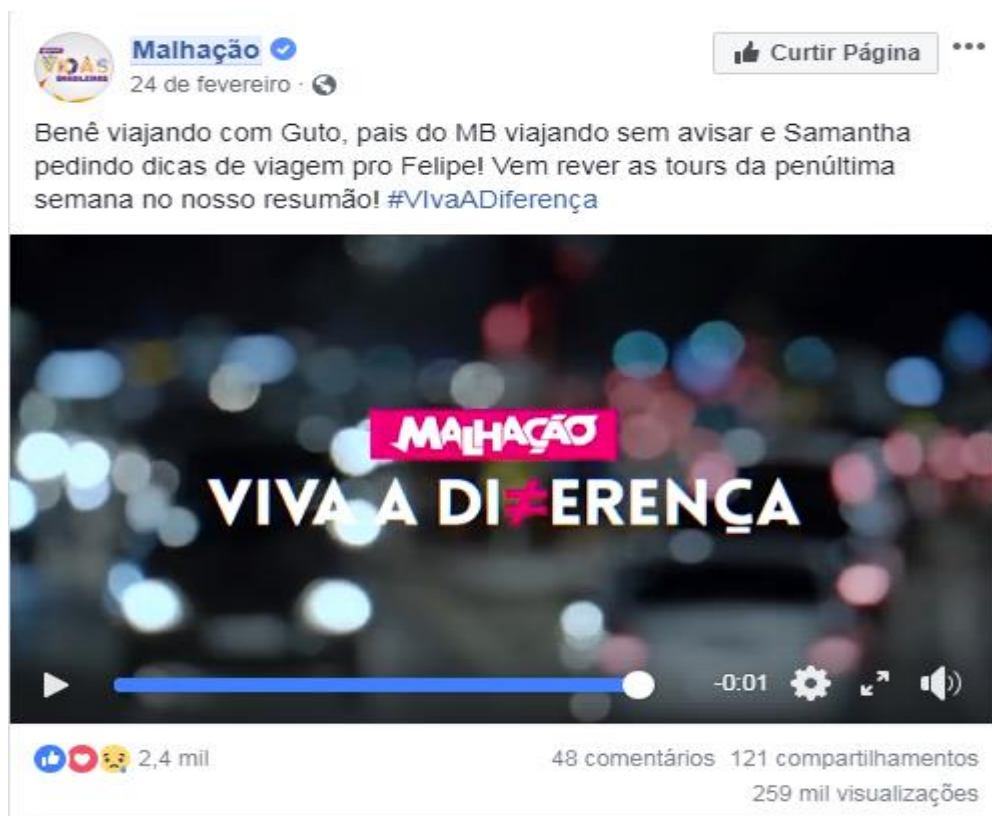 VIDAS
BRASILEIRAS
Malhação
24 de fevereiro ·
Curtir Página
Benê viajando com Guto, pais do MB viajando sem avisar e Samantha
pedindo dicas de viagem pro Felipe! Vem rever as tours da penúltima
semana no nosso resumão! #VIvaADiferença
MALHAÇÃO
VIVA A DI≠ERENÇA
-0:01
2,4 mil
48 comentários 121 compartilhamentos
259 mil visualizações